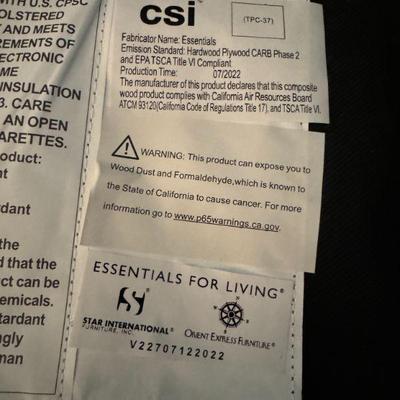 WITH U.S. CPSC
OLSTERED
AND MEETS
REMENTS OF
ECTRONIC
ME
INSULATION
3. CARE
AN OPEN
ARETTES.
oduct:
nt
rdant
the
d that the
ct can be
emicals.
tardant
ngly
man
csi™
(TPC-37)
Fabricator Name: Essentials
Emission Standard: Hardwood Plywood CARB Phase 2
and EPA TSCA Title VI Compliant
Production Time: 07/2022
The manufacturer of this product declares that this composite
wood product complies with California Air Resources Board
ATCM 93120(California Code of Regulations Title 17), and TSCA Title VI.
WARNING: This product can expose you to
Wood Dust and Formaldehyde,which is known to
the State of California to cause cancer. For more
information go to www.p65warnings.ca.gov.
ESSENTIALS FOR LIVING®
STAR INTERNATIONAL®
FURNITURE, INC.
ORIENT EXPRESS FURNITURE®
V22707122022